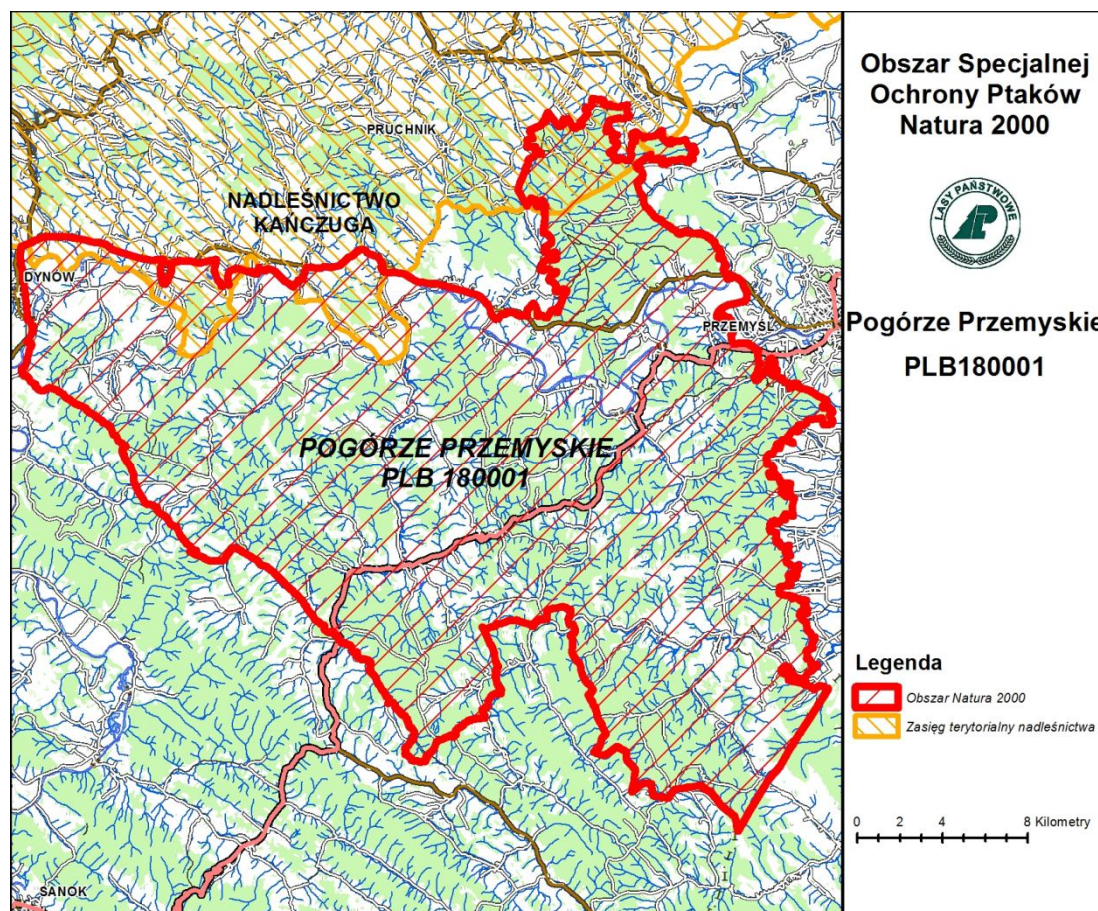 Obszar Specjalnej
Ochrony Ptaków
Natura 2000
LASY PAŃSTWOWE
Pogórze Przemyskie
PLB180001
PRUCHNIK
NADLEŚNICTWO
KAŃCZUGA
DYNÓW
PRZEMYŚL
POGÓRZE PRZEMYSKIE
PLB 180001
SANOK
Legenda
Obszar Natura 2000
Zasięg terytorialny nadleśnictwa
0 2 4 8 Kilometry